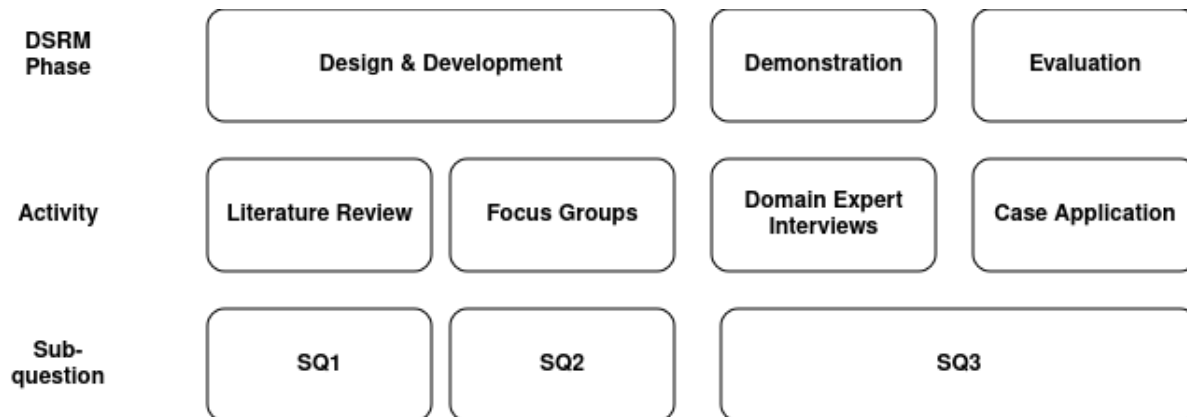 DSRM
Phase
Design & Development
Demonstration
Evaluation
Activity
Literature Review
Focus Groups
Domain Expert
Interviews
Case Application
Sub-
question
SQ1
SQ2
SQ3